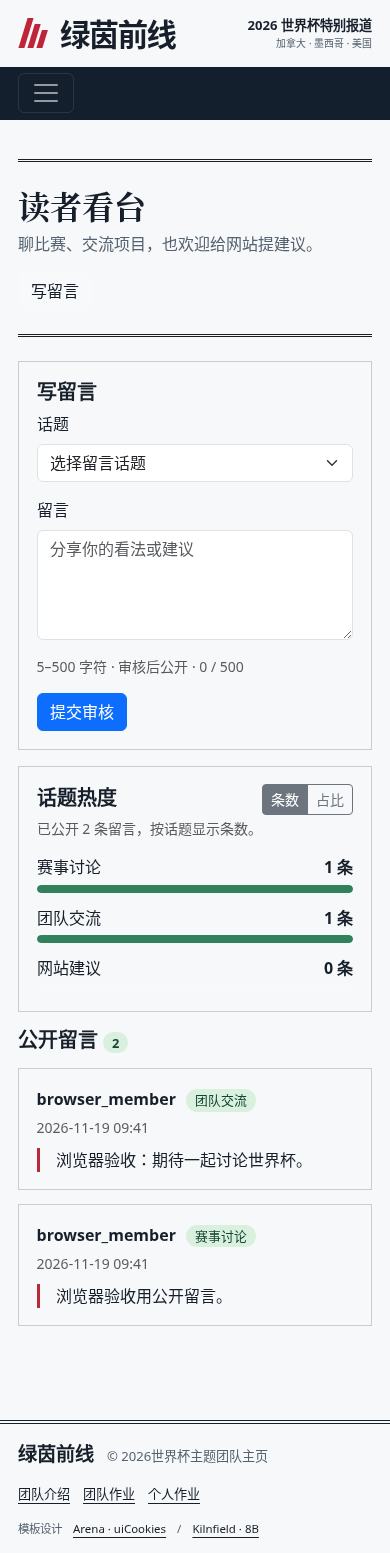 绿茵前线
2026 世界杯特别报道
加拿大 · 墨西哥 · 美国
读者看台
聊比赛、交流项目，也欢迎给网站提建议。
写留言
写留言
话题
选择留言话题
留言
分享你的看法或建议
5–500 字符 · 审核后公开 · 0 / 500
提交审核
话题热度
条数 占比
已公开 2 条留言，按话题显示条数。
赛事讨论 1 条
团队交流 1 条
网站建议 0 条
公开留言 2
browser_member 团队交流
2026-11-19 09:41
浏览器验收：期待一起讨论世界杯。
browser_member 赛事讨论
2026-11-19 09:41
浏览器验收用公开留言。
绿茵前线 © 2026世界杯主题团队主页
团队介绍 团队作业 个人作业
模板设计 Arena · uiCookies / Kilnfield · 8B